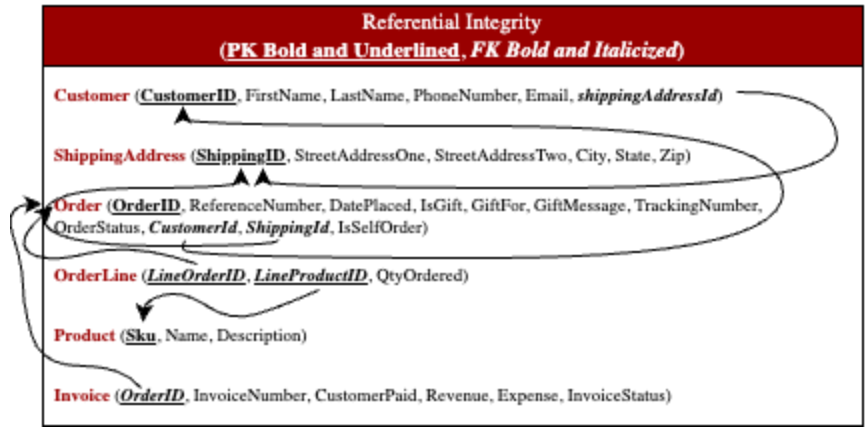 Referential Integrity
(PK Bold and Underlined, FK Bold and Italicized)
Customer (CustomerID, FirstName, LastName, PhoneNumber, Email, shippingAddressId)
ShippingAddress (ShippingID, StreetAddressOne, StreetAddressTwo, City, State, Zip)
Order (OrderID, ReferenceNumber, DatePlaced, IsGift, GiftFor, GiftMessage, TrackingNumber,
OrderStatus, CustomerId, ShippingId, IsSelfOrder)
OrderLine (LineOrderID, LineProductID, QtyOrdered)
Product (Sku, Name, Description)
Invoice (OrderID, InvoiceNumber, CustomerPaid, Revenue, Expense, InvoiceStatus)